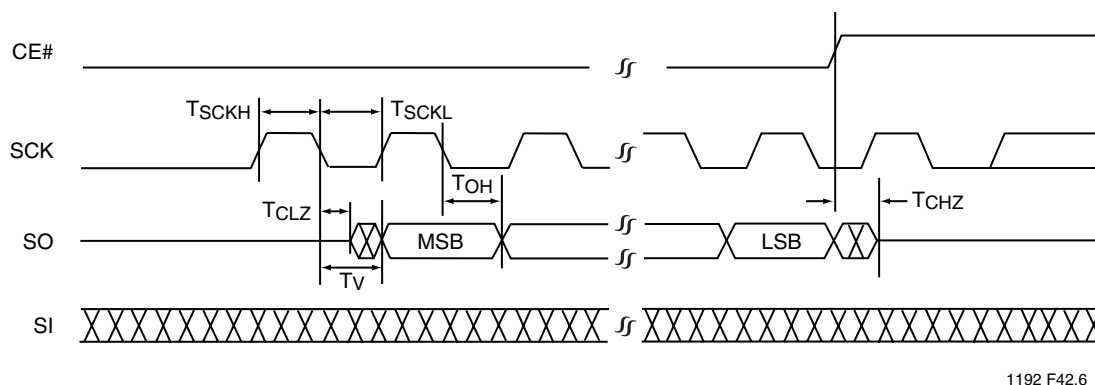 CE#
TSCKH
TSCKL
SCK
TOH
TCLZ
TCHZ
SO
MSB
LSB
TV
SI
1192 F42.6